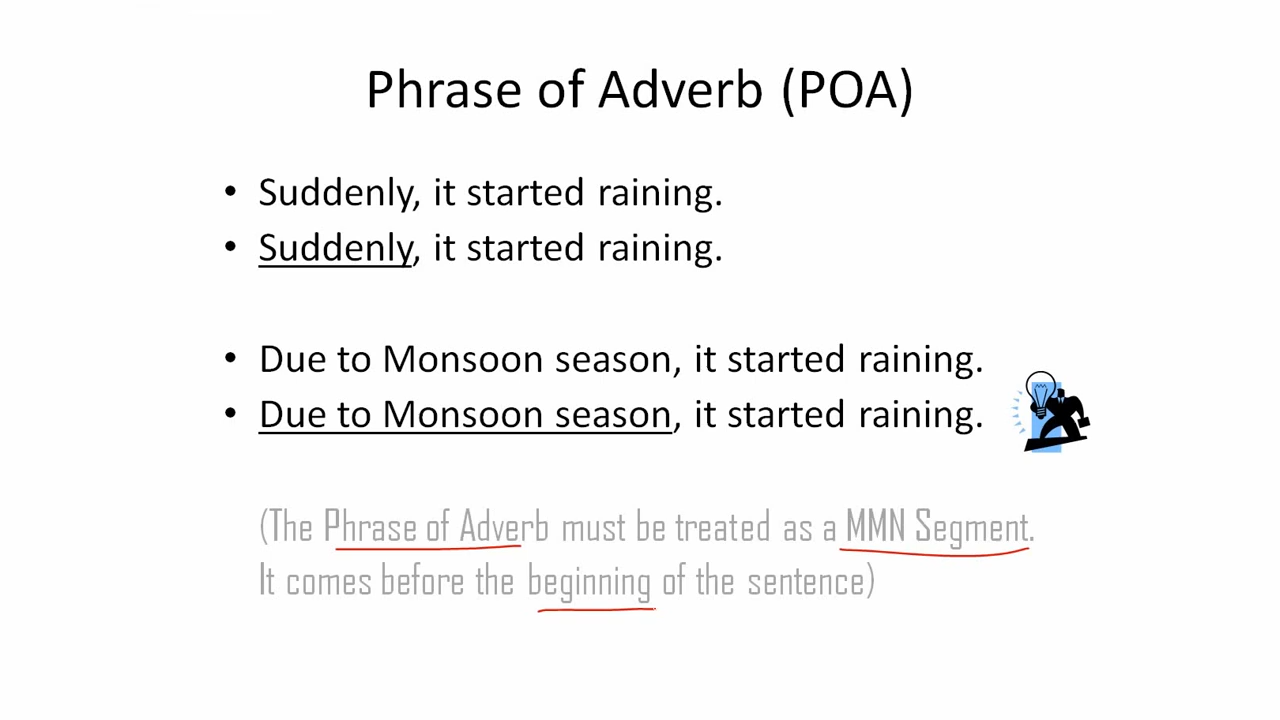 Phrase of Adverb (POA)
• Suddenly, it started raining.
• Suddenly, it started raining.
• Due to Monsoon season, it started raining.
• Due to Monsoon season, it started raining.
(The Phrase of Adverb must be treated as a MMN Segment.
It comes before the beginning of the sentence)